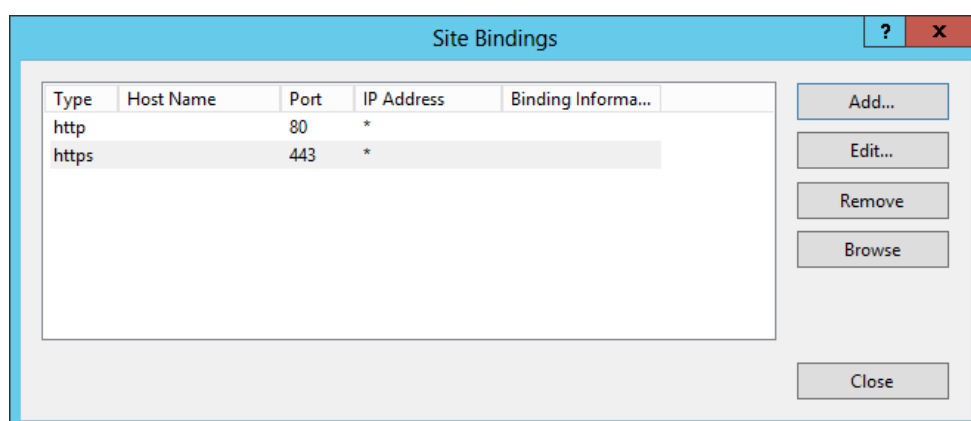 Site Bindings
?
x
Type Host Name Port IP Address Binding Informa...
http 80 *
https 443 *
Add...
Edit...
Remove
Browse
Close